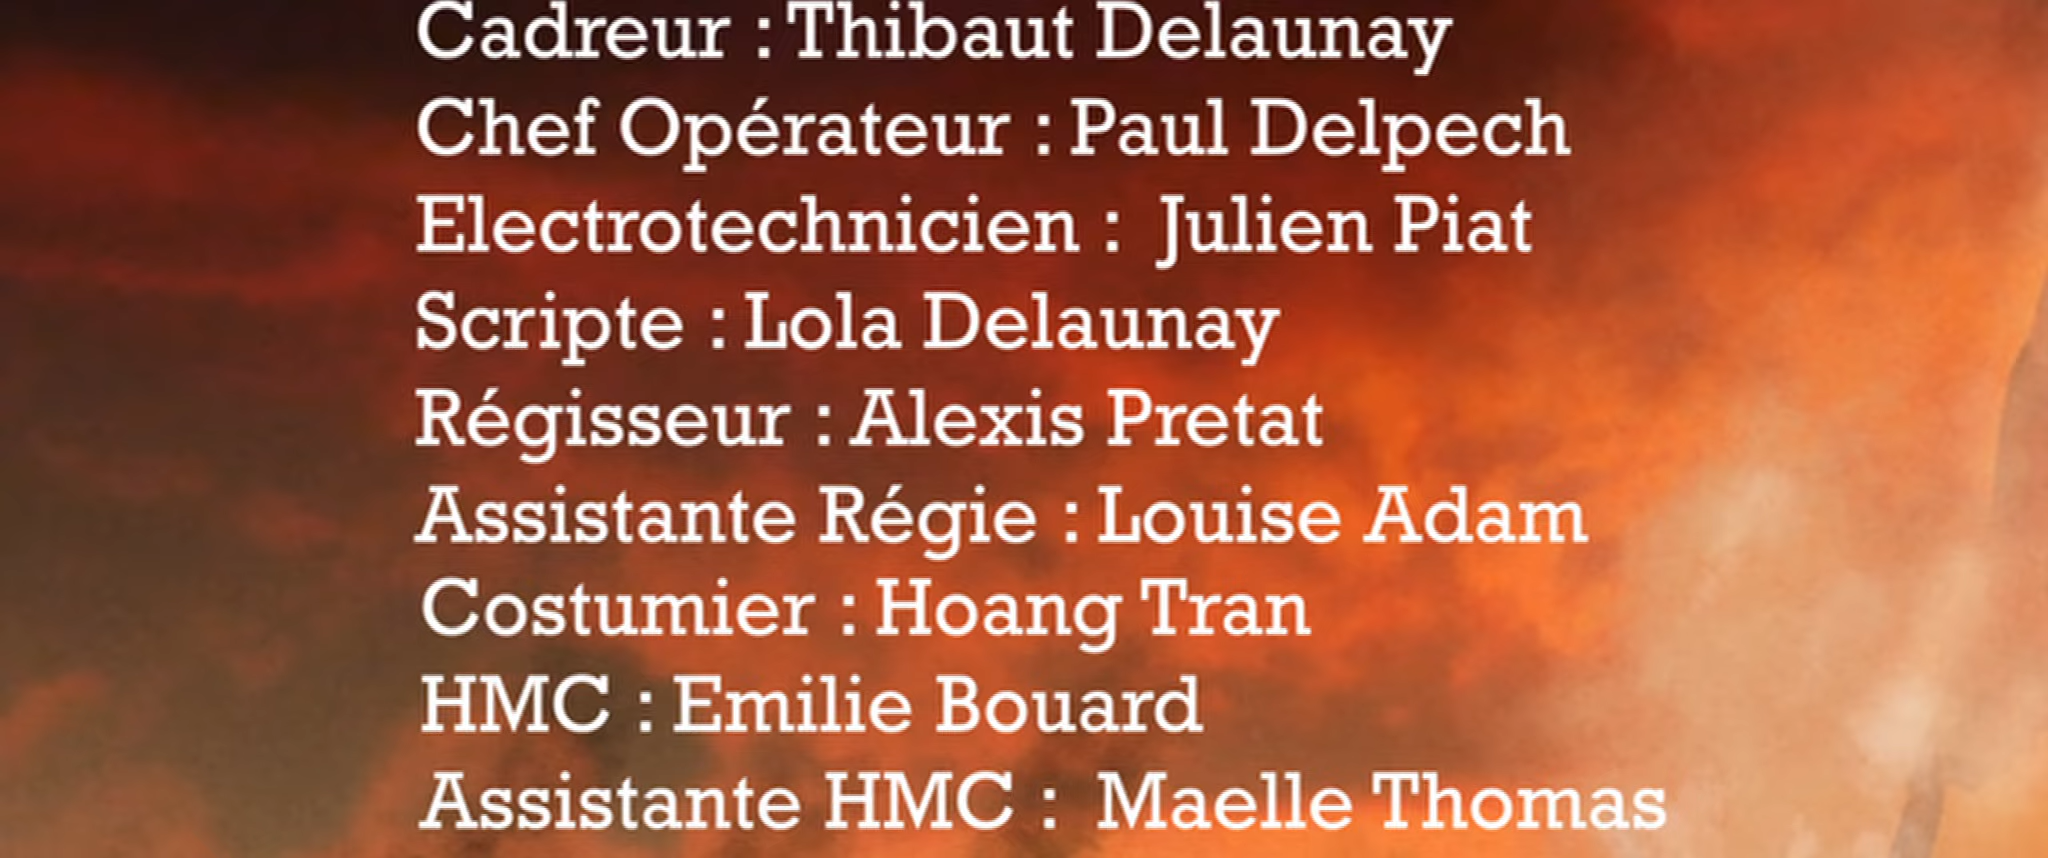 Cadreur : Thibaut Delaunay
Chef Opérateur : Paul Delpech
Electrotechnicien : Julien Piat
Scripte : Lola Delaunay
Régisseur : Alexis Pretat
Assistante Régie : Louise Adam
Costumier : Hoang Tran
HMC : Emilie Bouard
Assistante HMC : Maelle Thomas